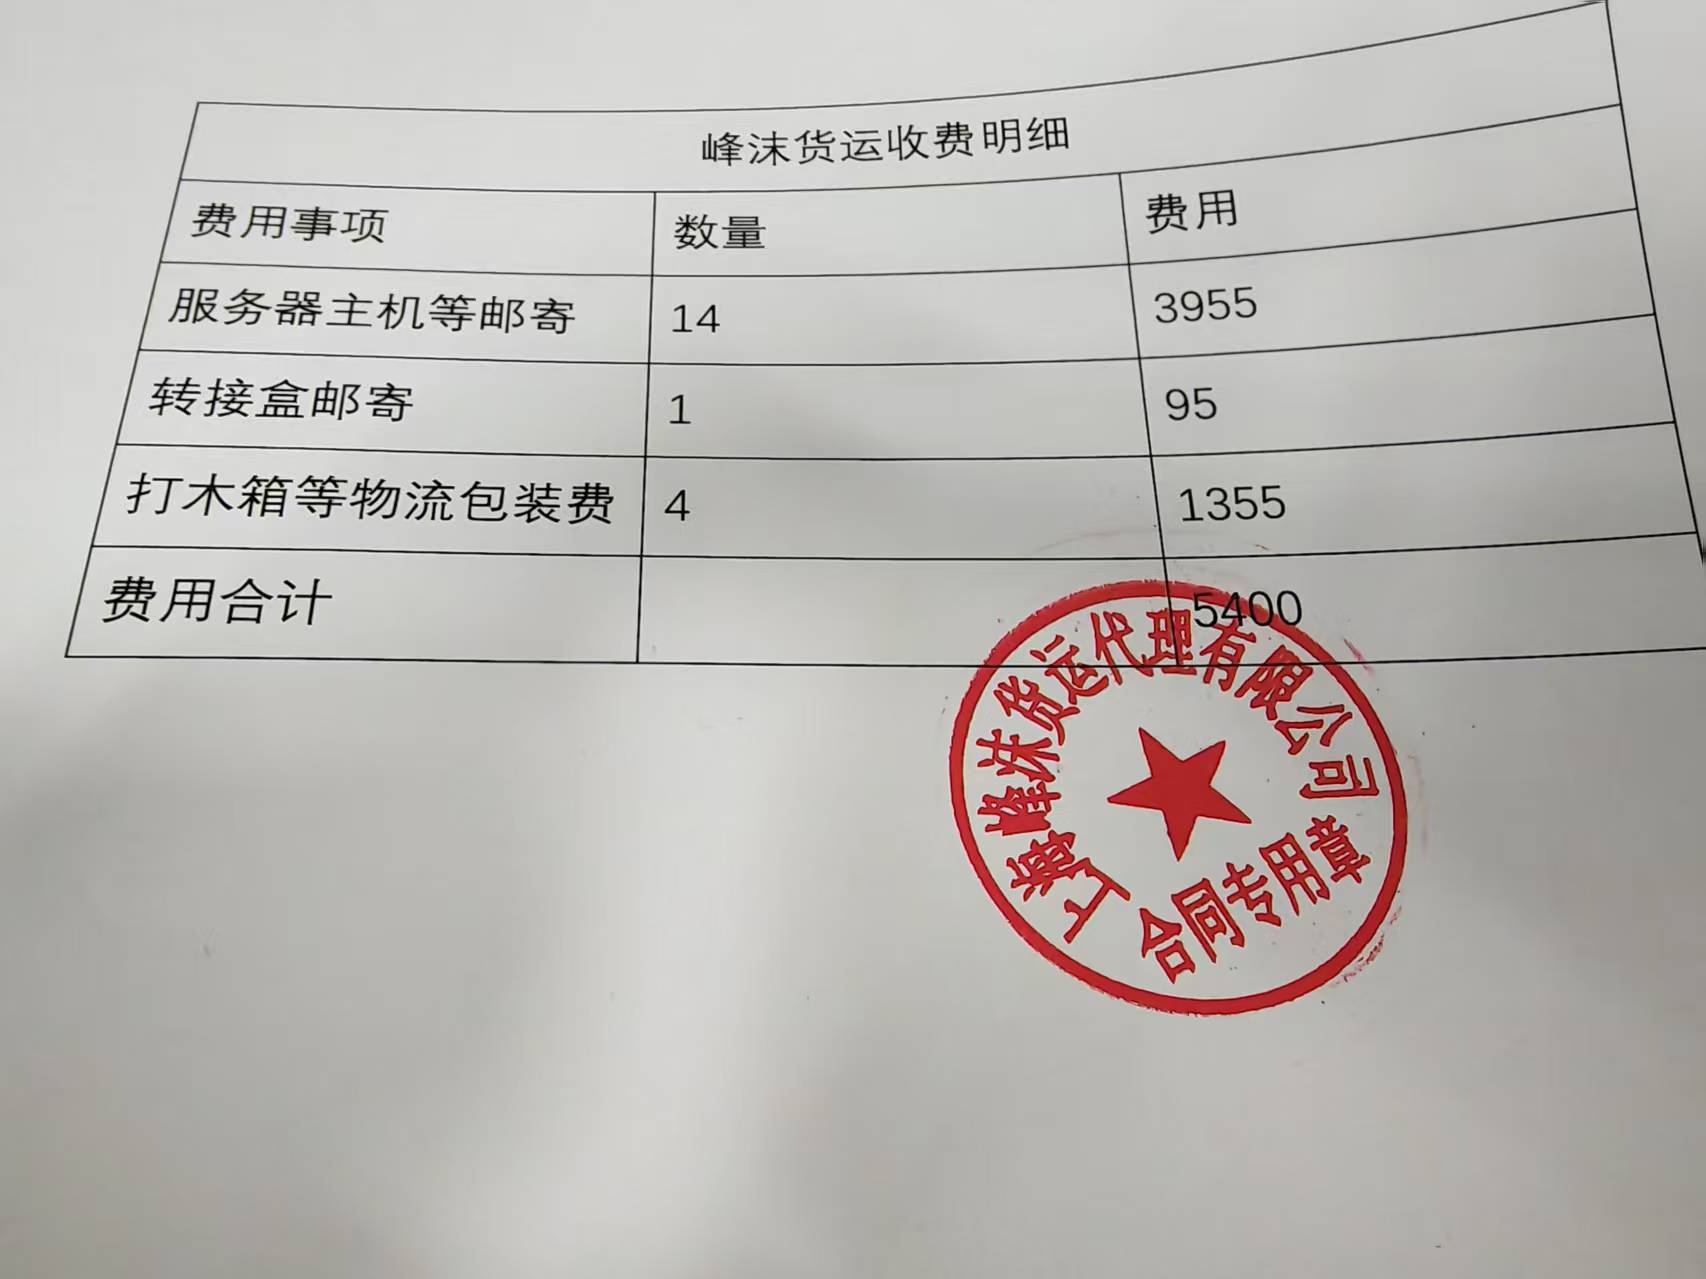 峰沫货运收费明细
费用事项 数量 费用
服务器主机等邮寄 14 3955
转接盒邮寄 1 95
打木箱等物流包装费 4 1355
费用合计 5400
上海峰沫货运代理有限公司
合同专用章